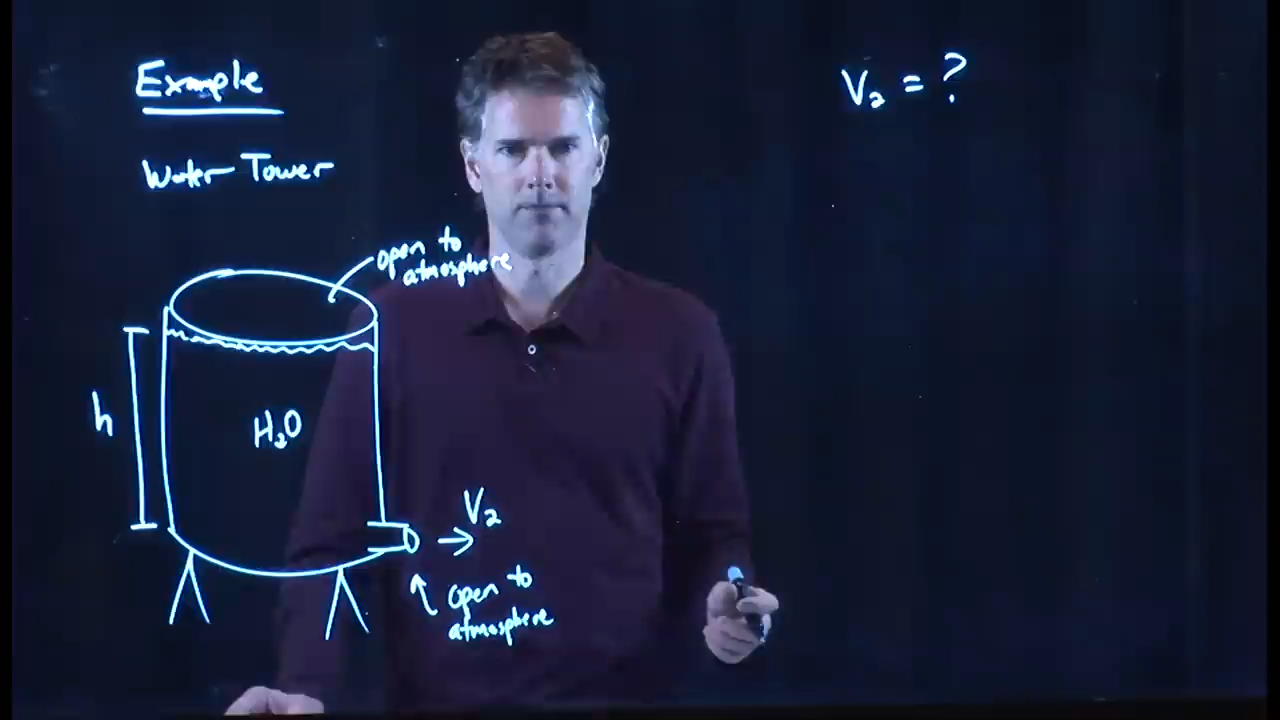 Example
V₂ = ?
Water Tower
open to
atmosphere
h
H₂O
V₂
open to
atmosphere